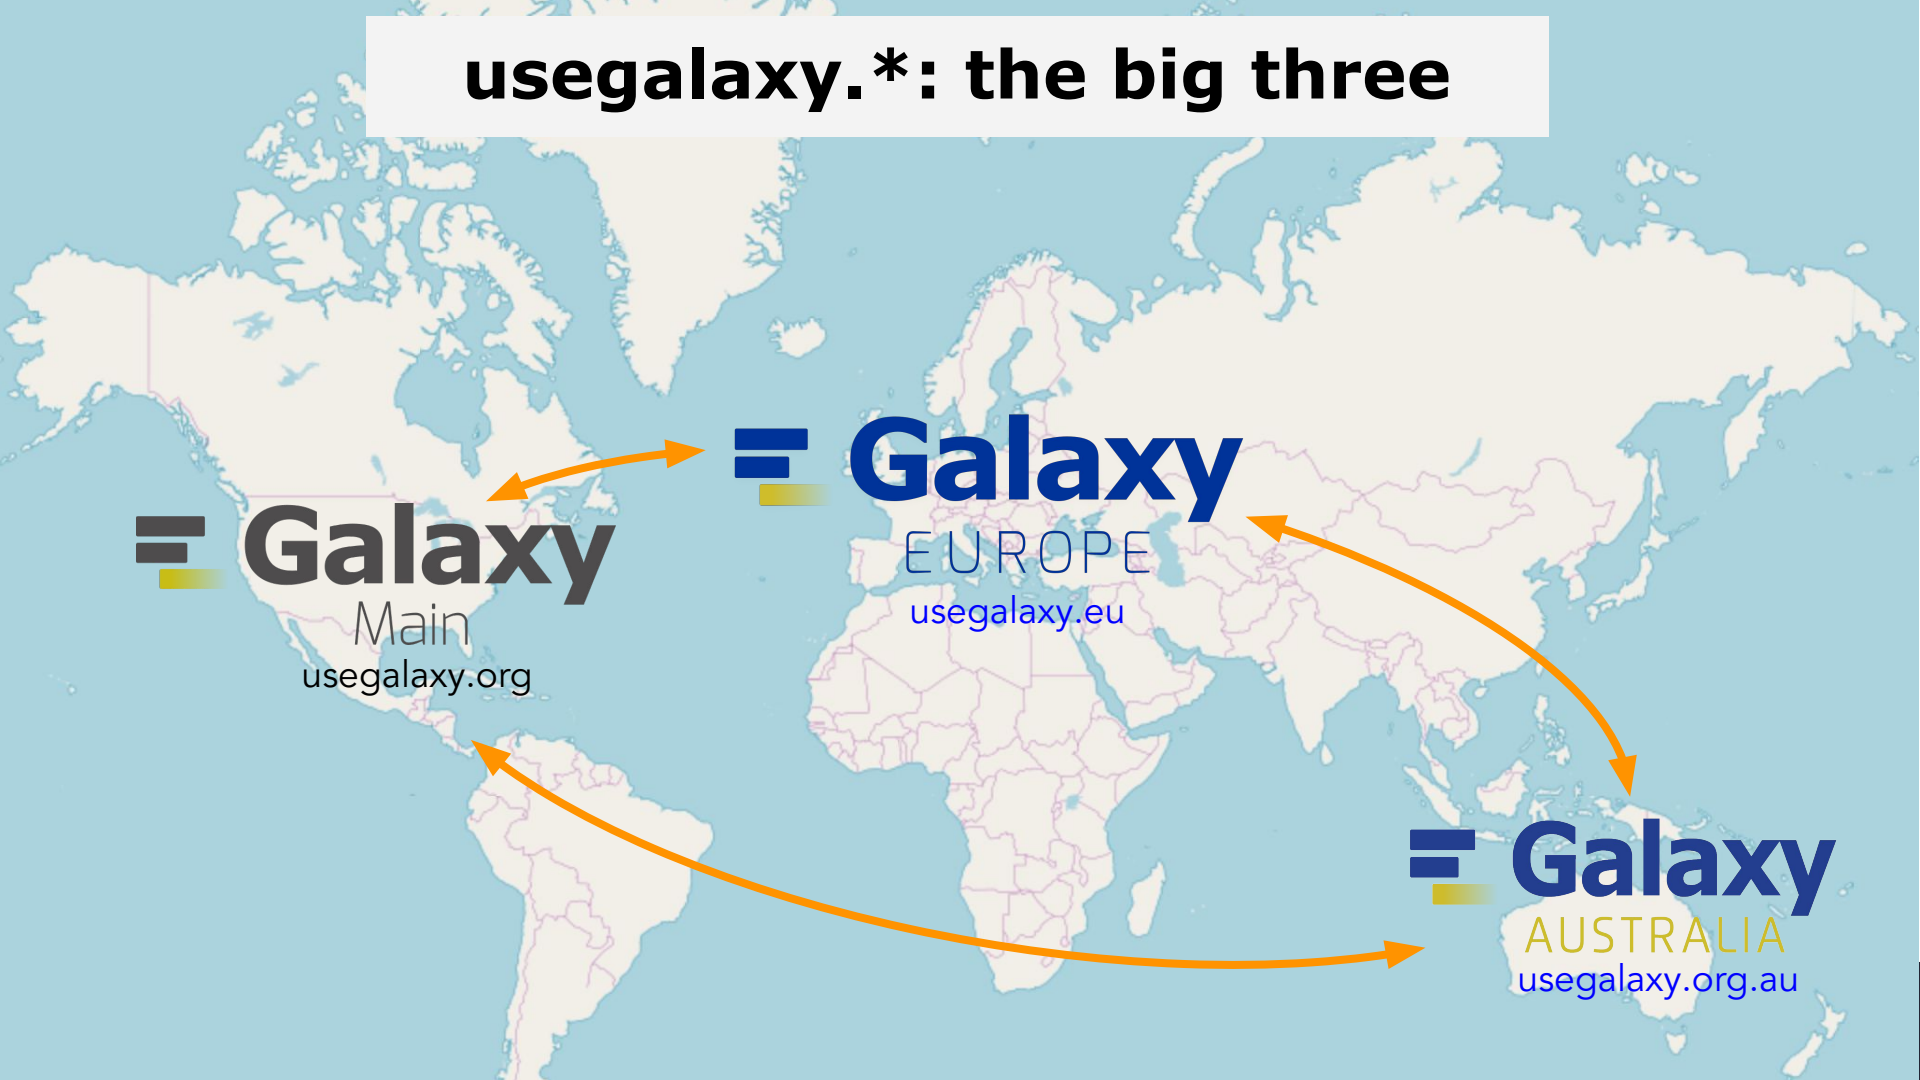 usegalaxy.*: the big three
Galaxy
EUROPE
usegalaxy.eu
Galaxy
Main
usegalaxy.org
Galaxy
AUSTRALIA
usegalaxy.org.au